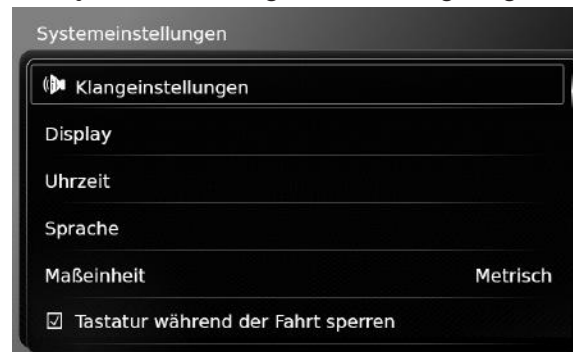 Systemeinstellungen
Klangeinstellungen
Display
Uhrzeit
Sprache
Maßeinheit Metrisch
Tastatur während der Fahrt sperren